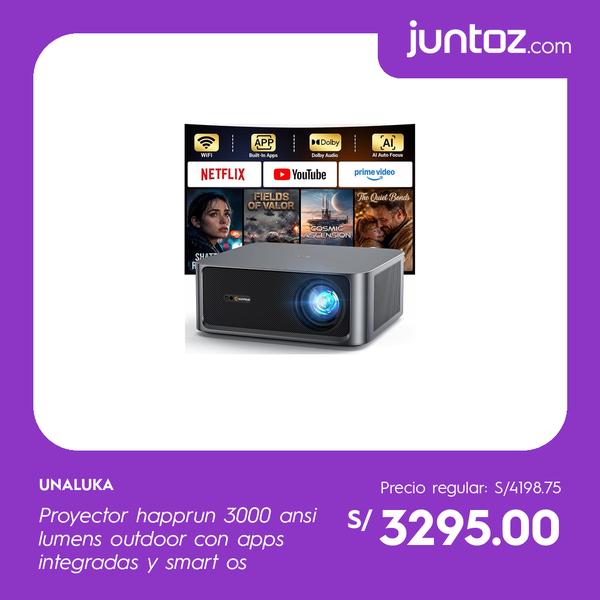 juntoz.com
WiFi
APP
Built-In Apps
Dolby
Dolby Audio
AI
AI Auto Focus
NETFLIX
YouTube
prime video
FIELDS
OF VALOR
COSMIC
ASCENSION
The Quiet Bonds
UNALUKA
Proyector happrun 3000 ansi
lumens outdoor con apps
integradas y smart os
Precio regular: S/4198.75
S/ 3295.00